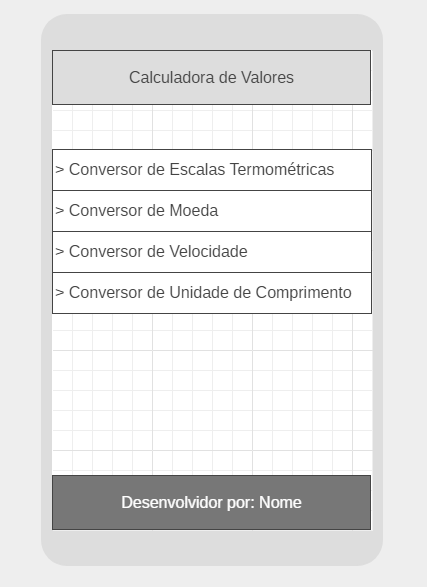 Calculadora de Valores
> Conversor de Escalas Termométricas
> Conversor de Moeda
> Conversor de Velocidade
> Conversor de Unidade de Comprimento
Desenvolvidor por: Nome